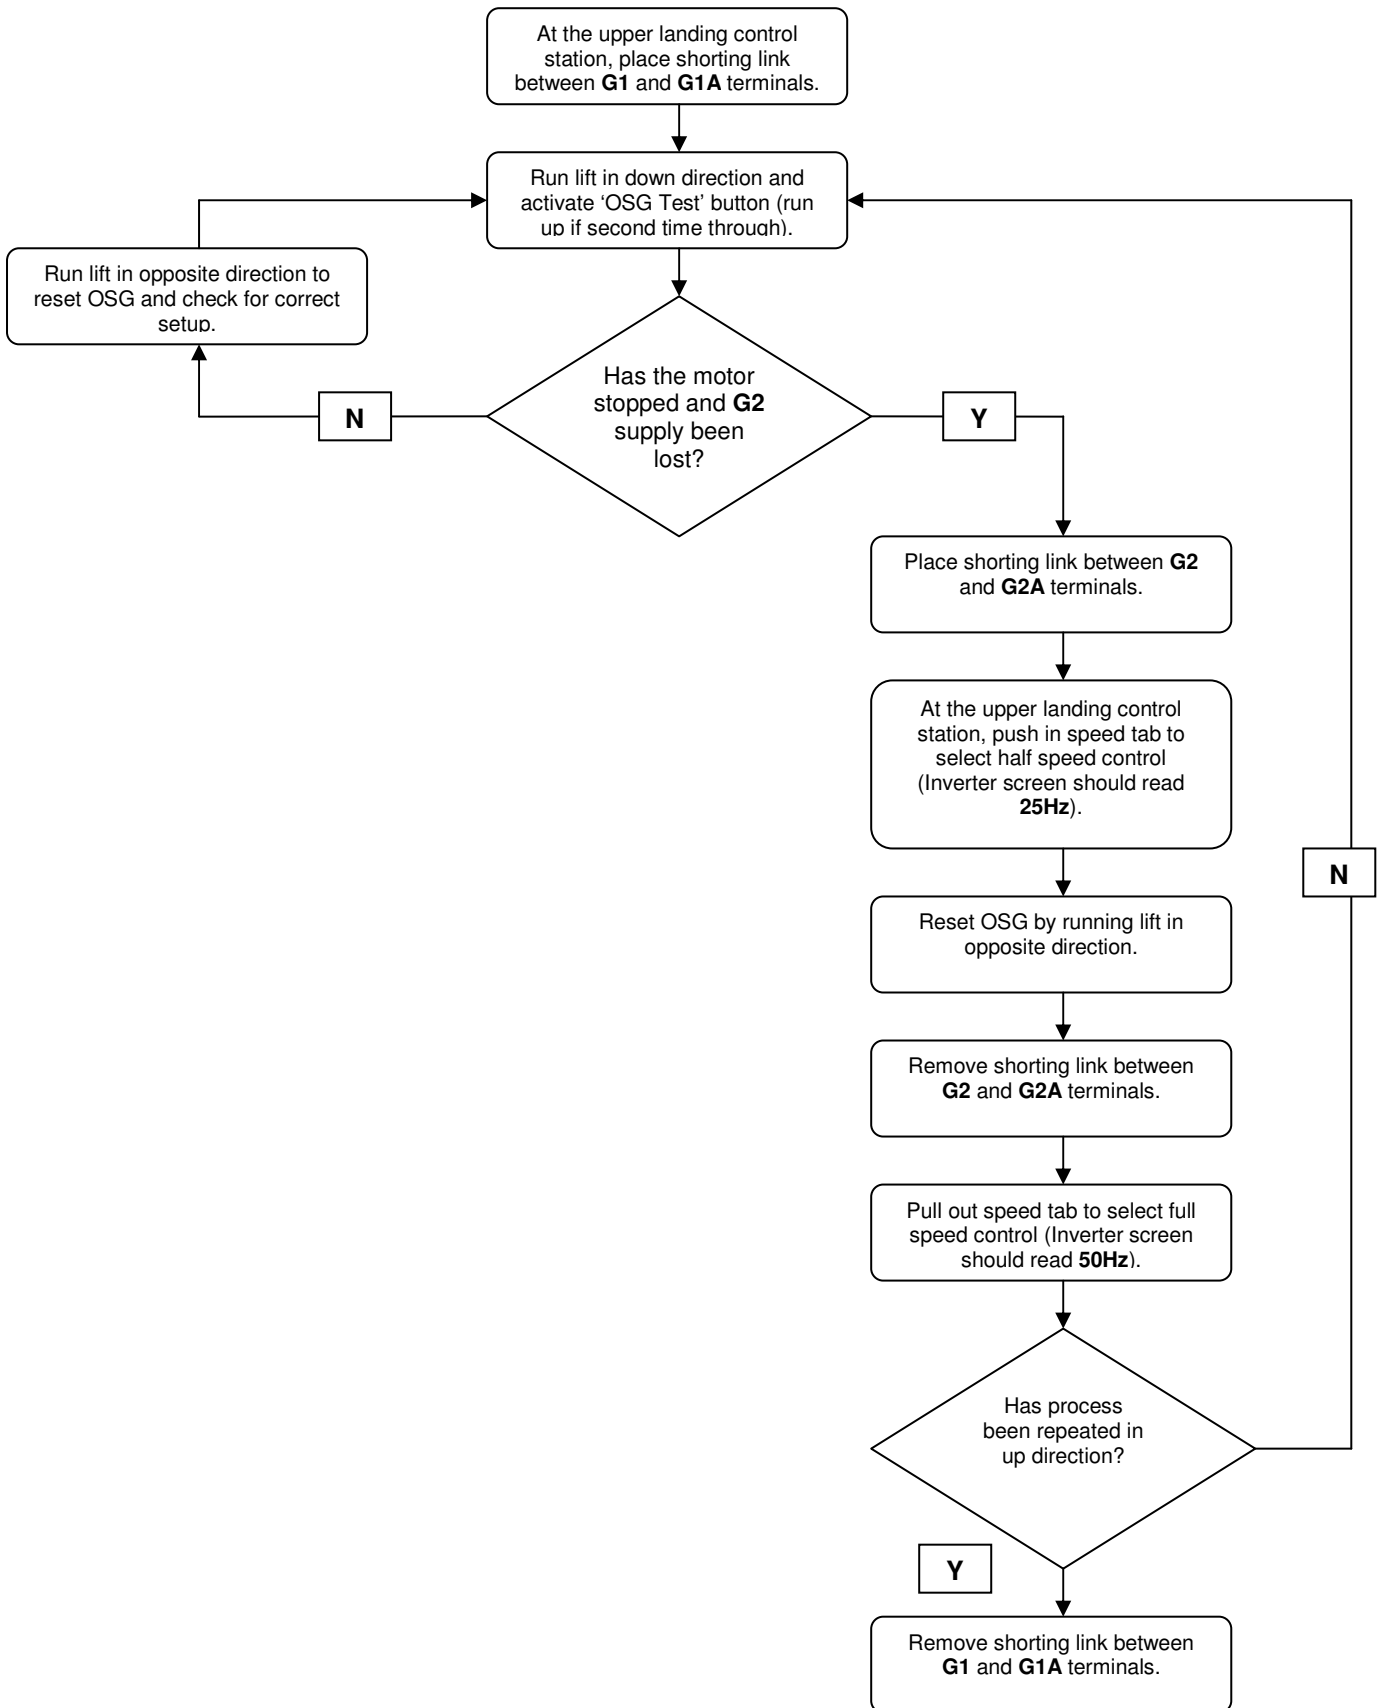 At the upper landing control
station, place shorting link
between G1 and G1A terminals.
Run lift in down direction and
activate ‘OSG Test’ button (run
up if second time through).
Run lift in opposite direction to
reset OSG and check for correct
setup.
Has the motor
stopped and G2
supply been
lost?
N
Y
Place shorting link between G2
and G2A terminals.
At the upper landing control
station, push in speed tab to
select half speed control
(Inverter screen should read
25Hz).
N
Reset OSG by running lift in
opposite direction.
Remove shorting link between
G2 and G2A terminals.
Pull out speed tab to select full
speed control (Inverter screen
should read 50Hz).
Has process
been repeated in
up direction?
Y
Remove shorting link between
G1 and G1A terminals.